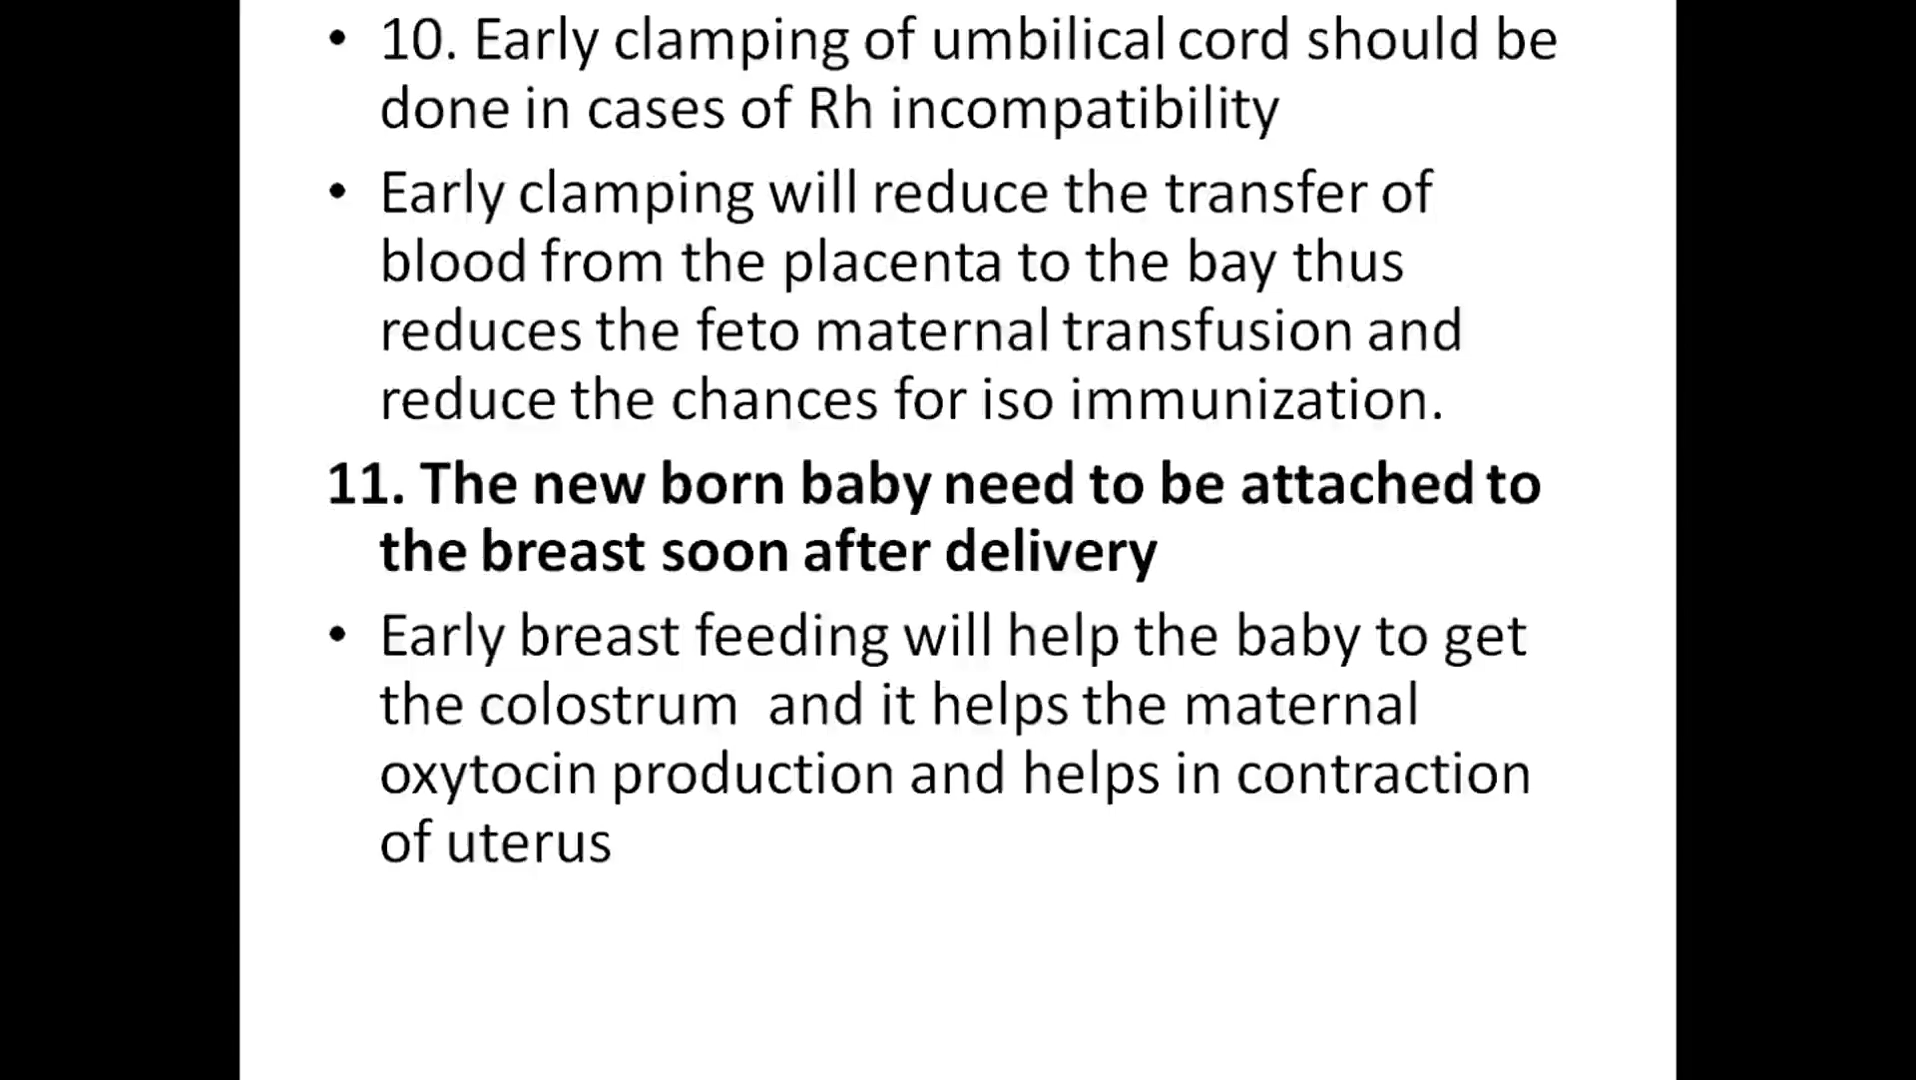 • 10. Early clamping of umbilical cord should be
done in cases of Rh incompatibility
• Early clamping will reduce the transfer of
blood from the placenta to the bay thus
reduces the feto maternal transfusion and
reduce the chances for iso immunization.
11. The new born baby need to be attached to
the breast soon after delivery
• Early breast feeding will help the baby to get
the colostrum  and it helps the maternal
oxytocin production and helps in contraction
of uterus